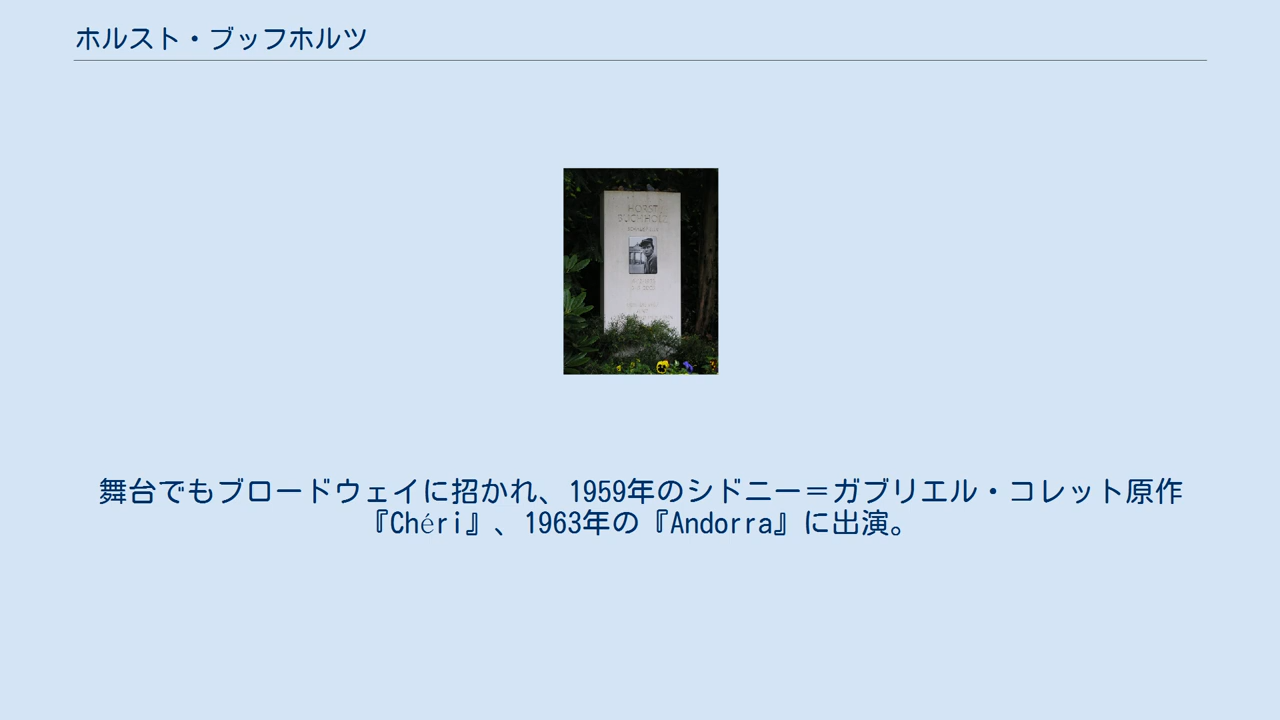 ホルスト・ブッフホルツ
HORST
BUCHHOLZ
舞台でもブロードウェイに招かれ、1959年のシドニー＝ガブリエル・コレット原作
『Chéri』、1963年の『Andorra』に出演。